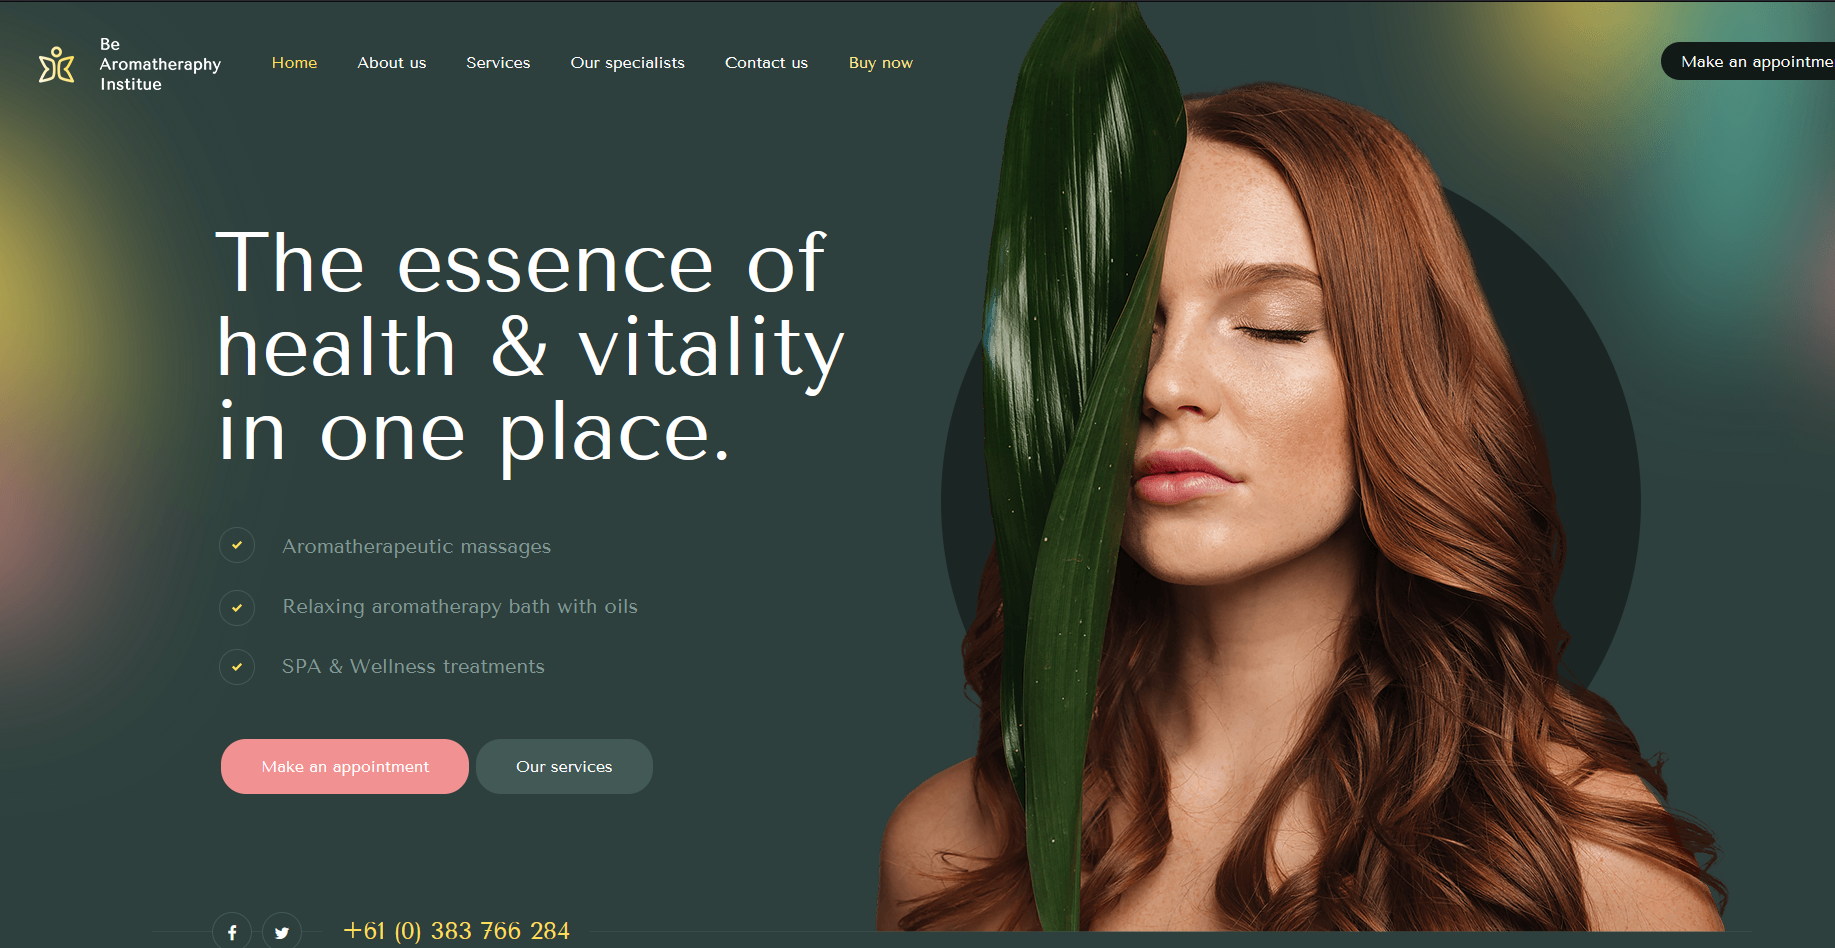 Be
Aromatheraphy
Institue
Home About us Services Our specialists Contact us Buy now
Make an appointme
The essence of
health & vitality
in one place.
Aromatherapeutic massages
Relaxing aromatherapy bath with oils
SPA & Wellness treatments
Make an appointment Our services
+61 (0) 383 766 284